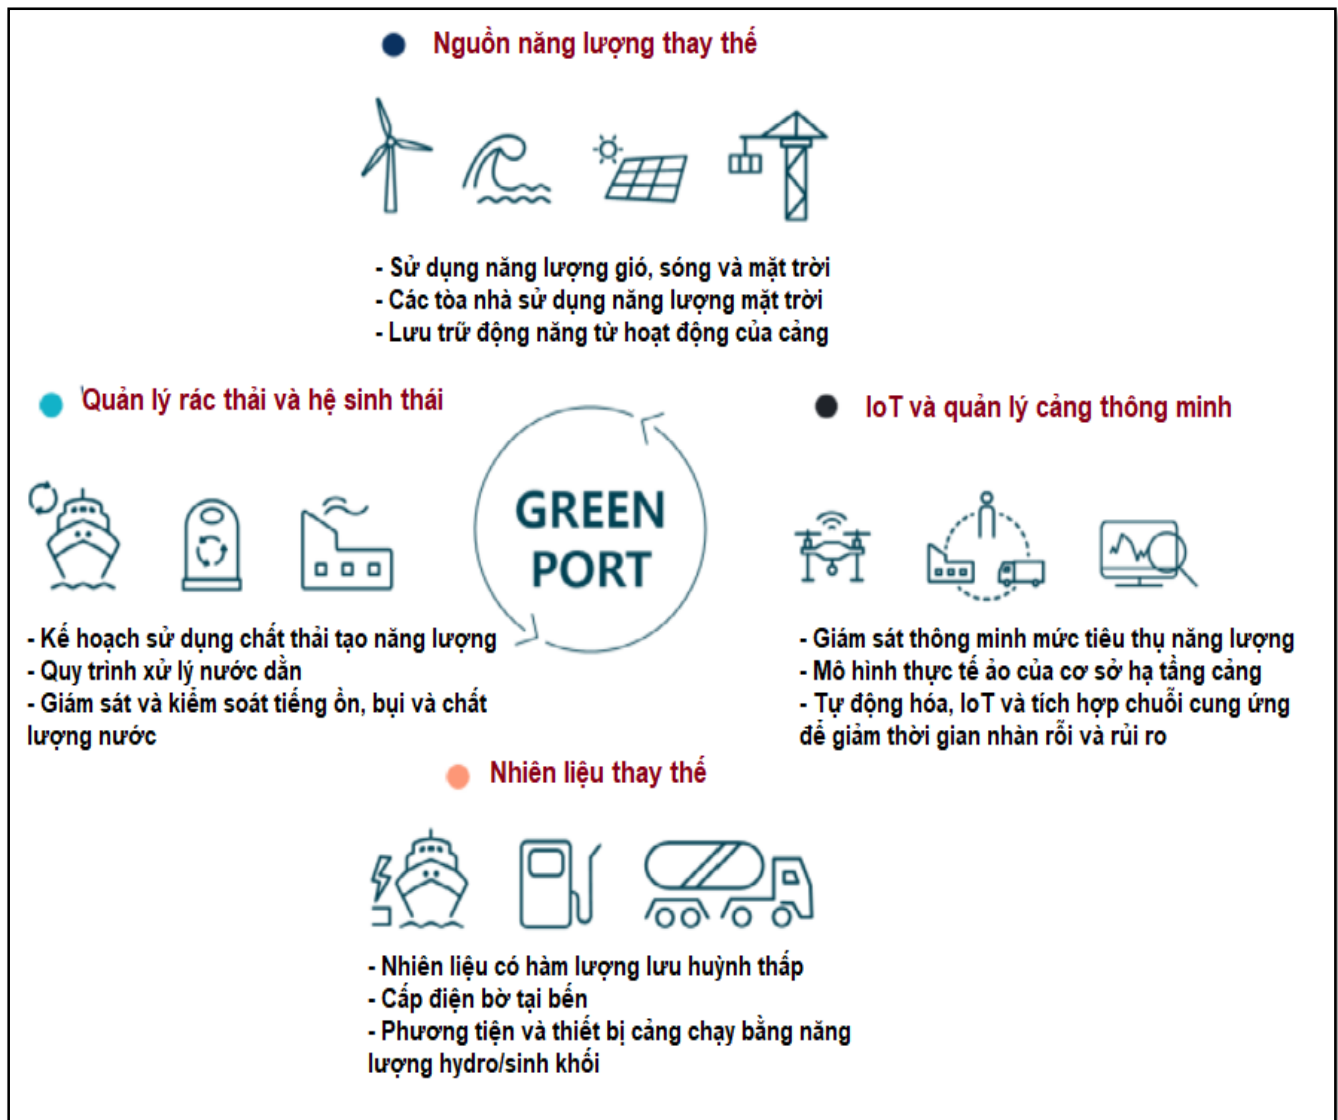 Nguồn năng lượng thay thế
- Sử dụng năng lượng gió, sóng và mặt trời
- Các tòa nhà sử dụng năng lượng mặt trời
- Lưu trữ động năng từ hoạt động của cảng
Quản lý rác thải và hệ sinh thái
- Kế hoạch sử dụng chất thải tạo năng lượng
- Quy trình xử lý nước dằn
- Giám sát và kiểm soát tiếng ồn, bụi và chất
lượng nước
GREEN
PORT
IoT và quản lý cảng thông minh
- Giám sát thông minh mức tiêu thụ năng lượng
- Mô hình thực tế ảo của cơ sở hạ tầng cảng
- Tự động hóa, IoT và tích hợp chuỗi cung ứng
để giảm thời gian nhàn rỗi và rủi ro
Nhiên liệu thay thế
- Nhiên liệu có hàm lượng lưu huỳnh thấp
- Cấp điện bờ tại bến
- Phương tiện và thiết bị cảng chạy bằng năng
lượng hydro/sinh khối